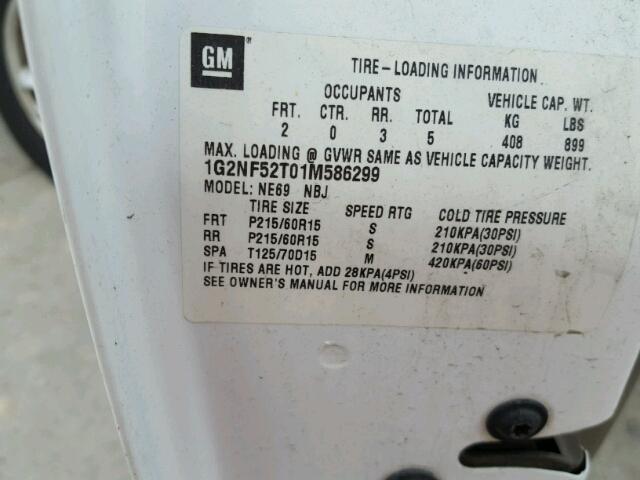 GM
TIRE-LOADING INFORMATION
OCCUPANTS VEHICLE CAP. WT.
FRT. CTR. RR. TOTAL KG LBS
2 0 3 5 408 899
MAX. LOADING @ GVWR SAME AS VEHICLE CAPACITY WEIGHT.
1G2NF52T01M586299
MODEL: NE69 NBJ
TIRE SIZE SPEED RTG COLD TIRE PRESSURE
FRT P215/60R15 S 210KPA(30PSI)
RR P215/60R15 S 210KPA(30PSI)
SPA T125/70D15 M 420KPA(60PSI)
IF TIRES ARE HOT, ADD 28KPA(4PSI)
SEE OWNER'S MANUAL FOR MORE INFORMATION